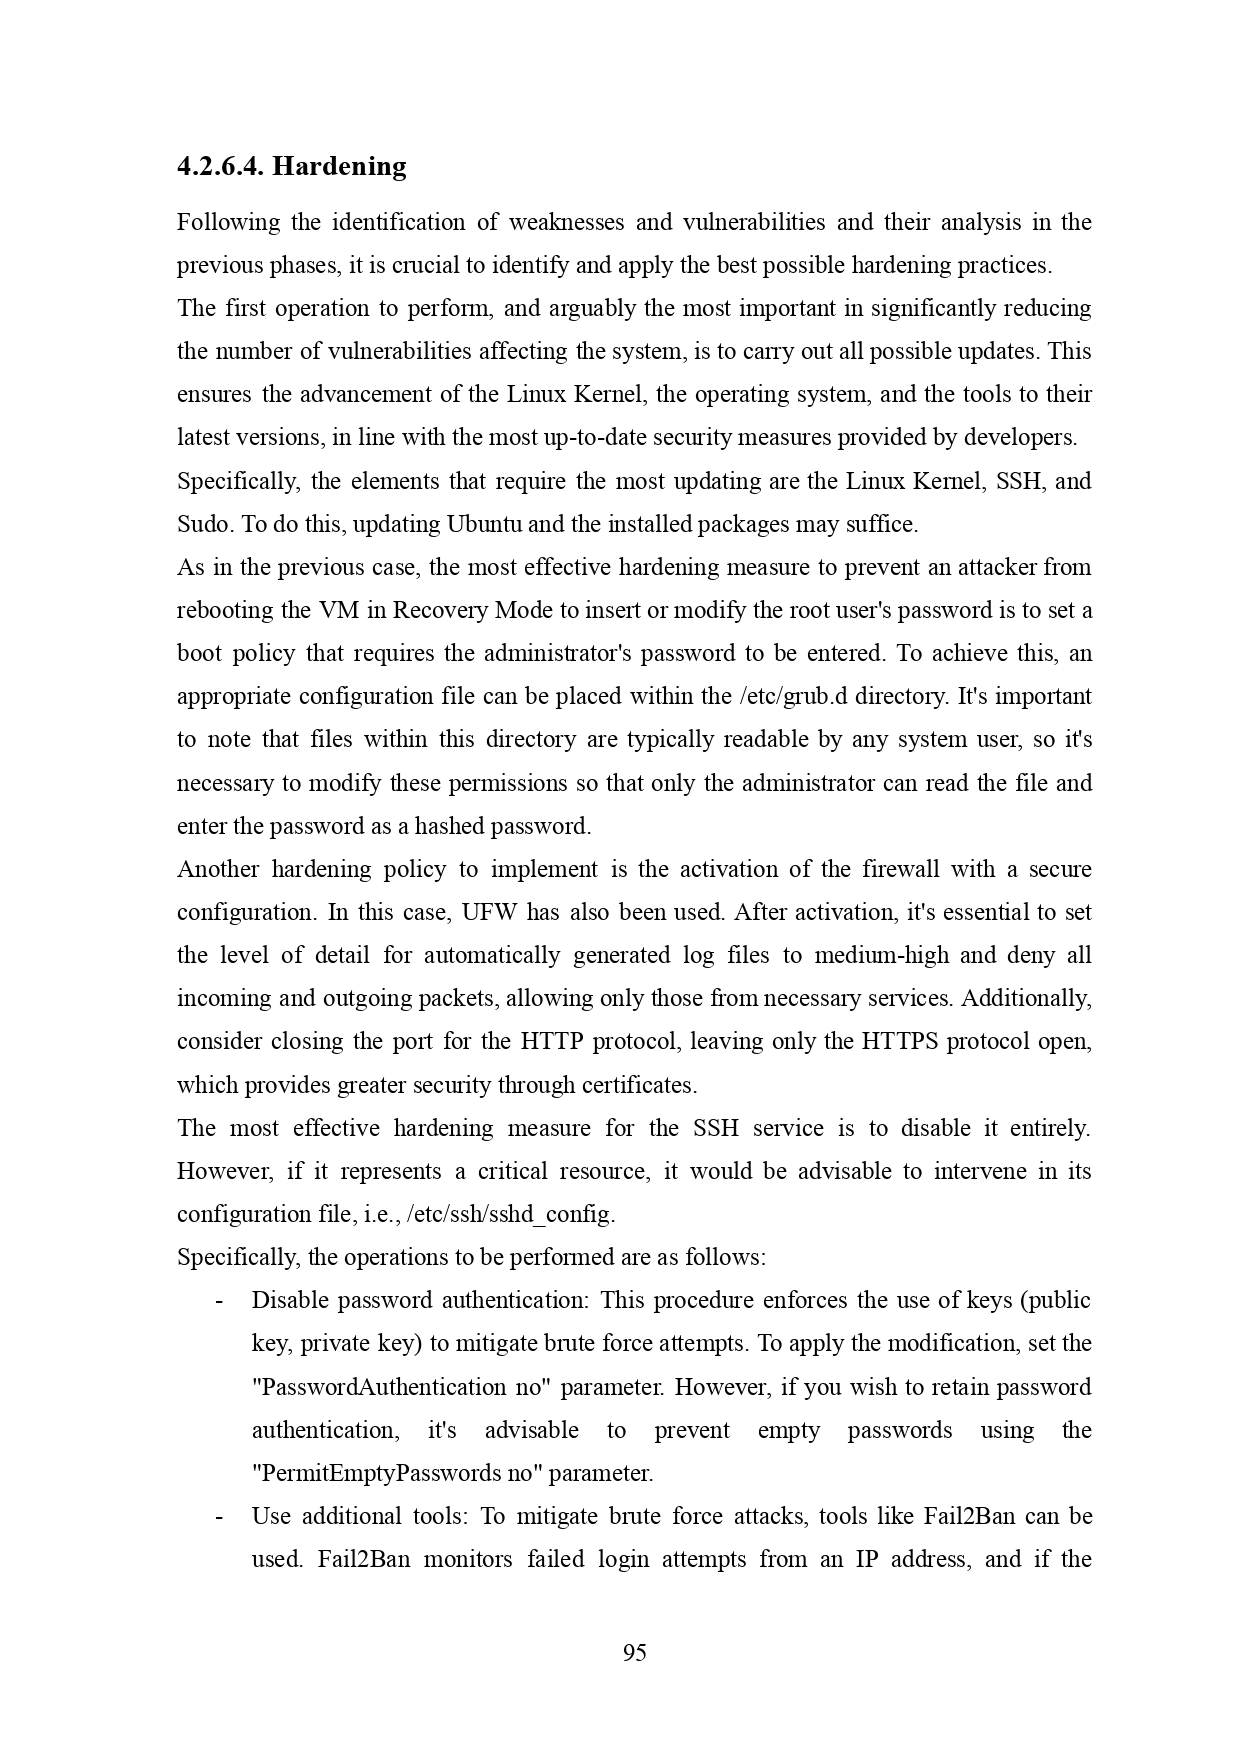 4.2.6.4. Hardening
Following the identification of weaknesses and vulnerabilities and their analysis in the
previous phases, it is crucial to identify and apply the best possible hardening practices.
The first operation to perform, and arguably the most important in significantly reducing
the number of vulnerabilities affecting the system, is to carry out all possible updates. This
ensures the advancement of the Linux Kernel, the operating system, and the tools to their
latest versions, in line with the most up-to-date security measures provided by developers.
Specifically, the elements that require the most updating are the Linux Kernel, SSH, and
Sudo. To do this, updating Ubuntu and the installed packages may suffice.
As in the previous case, the most effective hardening measure to prevent an attacker from
rebooting the VM in Recovery Mode to insert or modify the root user's password is to set a
boot policy that requires the administrator's password to be entered. To achieve this, an
appropriate configuration file can be placed within the /etc/grub.d directory. It's important
to note that files within this directory are typically readable by any system user, so it's
necessary to modify these permissions so that only the administrator can read the file and
enter the password as a hashed password.
Another hardening policy to implement is the activation of the firewall with a secure
configuration. In this case, UFW has also been used. After activation, it's essential to set
the level of detail for automatically generated log files to medium-high and deny all
incoming and outgoing packets, allowing only those from necessary services. Additionally,
consider closing the port for the HTTP protocol, leaving only the HTTPS protocol open,
which provides greater security through certificates.
The most effective hardening measure for the SSH service is to disable it entirely.
However, if it represents a critical resource, it would be advisable to intervene in its
configuration file, i.e., /etc/ssh/sshd_config.
Specifically, the operations to be performed are as follows:
- Disable password authentication: This procedure enforces the use of keys (public
key, private key) to mitigate brute force attempts. To apply the modification, set the
"PasswordAuthentication no" parameter. However, if you wish to retain password
authentication, it's advisable to prevent empty passwords using the
"PermitEmptyPasswords no" parameter.
- Use additional tools: To mitigate brute force attacks, tools like Fail2Ban can be
used. Fail2Ban monitors failed login attempts from an IP address, and if the
95